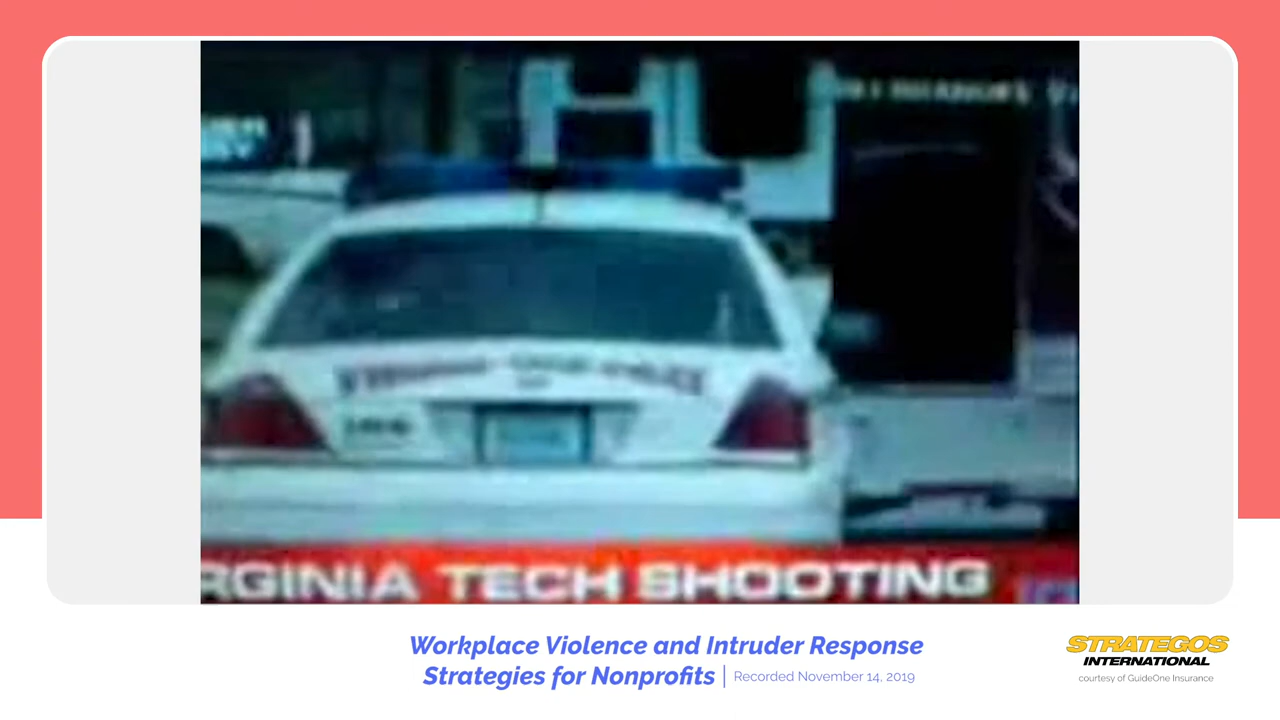 RGINIA TECH SHOOTING
Workplace Violence and Intruder Response
Strategies for Nonprofits | Recorded November 14, 2019
STRATEGOS
INTERNATIONAL
courtesy of GuideOne Insurance